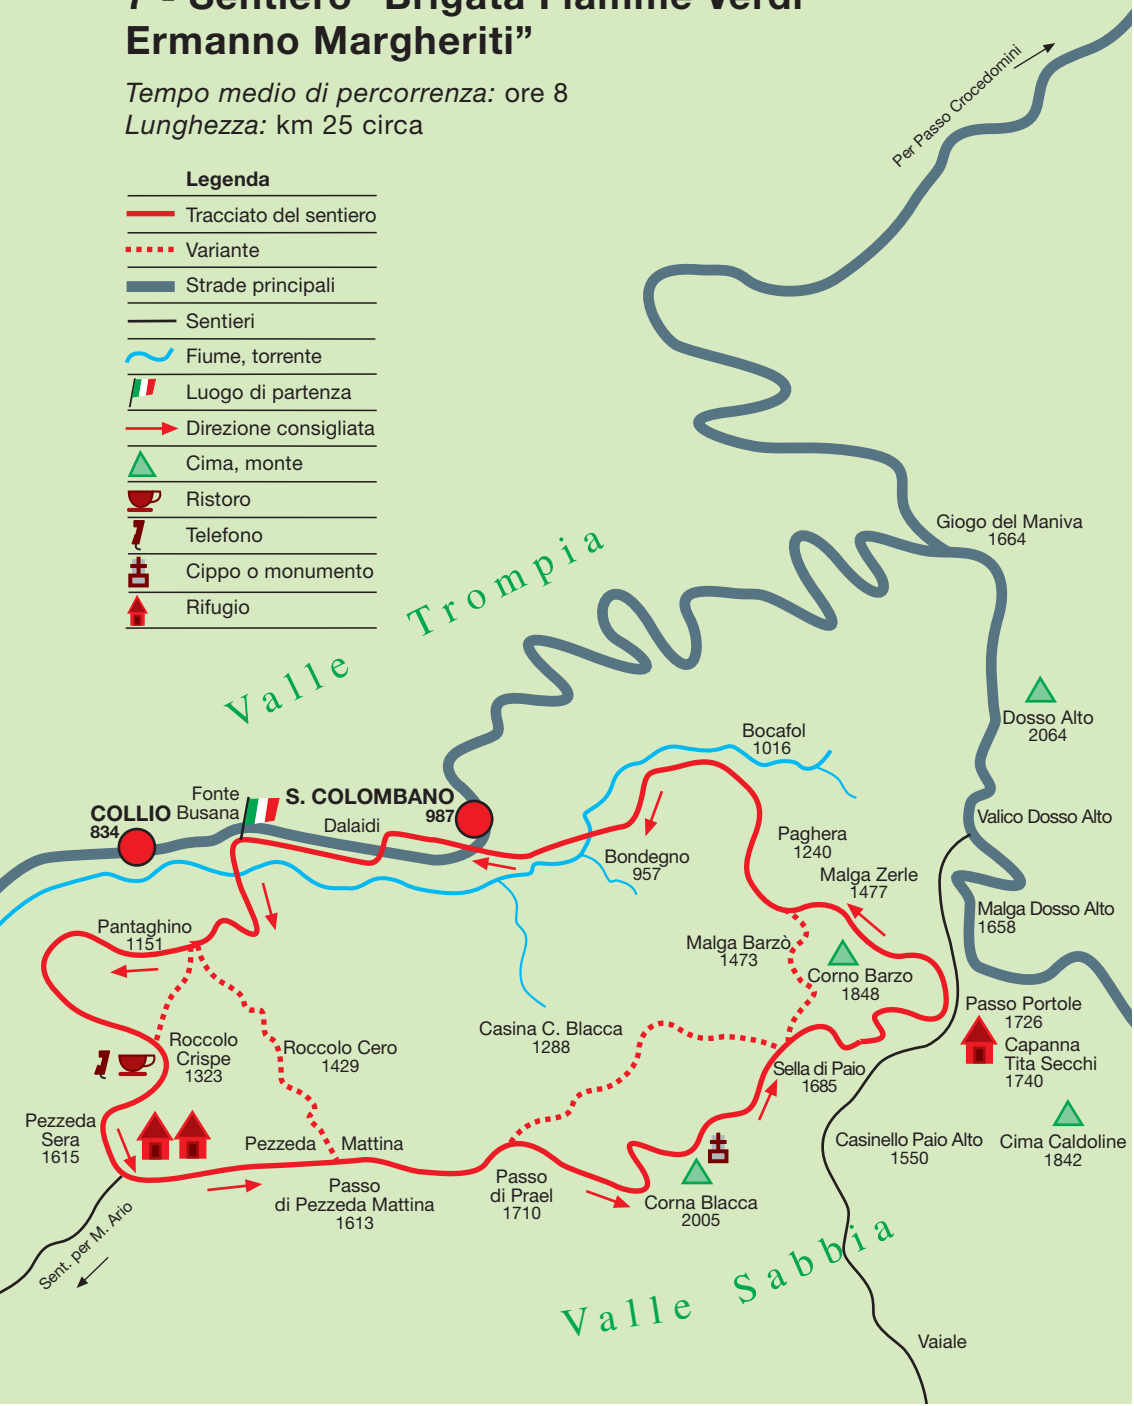 7 - Sentiero “Brigata Fiamme Verdi
Ermanno Margheriti”
Tempo medio di percorrenza: ore 8
Lunghezza: km 25 circa
Legenda
Tracciato del sentiero
Variante
Strade principali
Sentieri
Fiume, torrente
Luogo di partenza
Direzione consigliata
Cima, monte
Ristoro
Telefono
Cippo o monumento
Rifugio
Per Passo Crocedomini
Giogo del Maniva
1664
Valle Trompia
Dosso Alto
2064
Bocafol
1016
COLLIO
834
Fonte
Busana
S. COLOMBANO
987
Dalaidi
Valico Dosso Alto
Paghera
1240
Bondegno
957
Malga Zerle
1477
Malga Dosso Alto
1658
Pantaghino
1151
Malga Barzò
1473
Corno Barzo
1848
Passo Portole
1726
Capanna
Tita Secchi
1740
Casina C. Blacca
1288
Roccolo
Crispe
1323
Roccolo Cero
1429
Sella di Paio
1685
Pezzeda
Sera
1615
Pezzeda Mattina
Casinello Paio Alto
1550
Cima Caldoline
1842
Passo
di Pezzeda Mattina
1613
Passo
di Prael
1710
Corna Blacca
2005
Sent. per M. Ario
Valle Sabbia
Vaiale